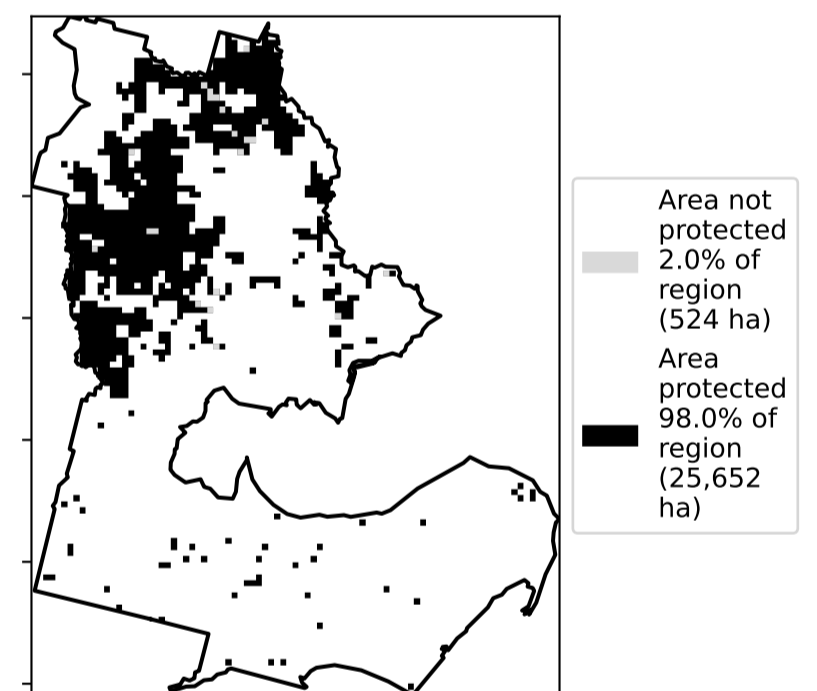 Area not
protected
2.0% of
region
(524 ha)
Area
protected
98.0% of
region
(25,652
ha)